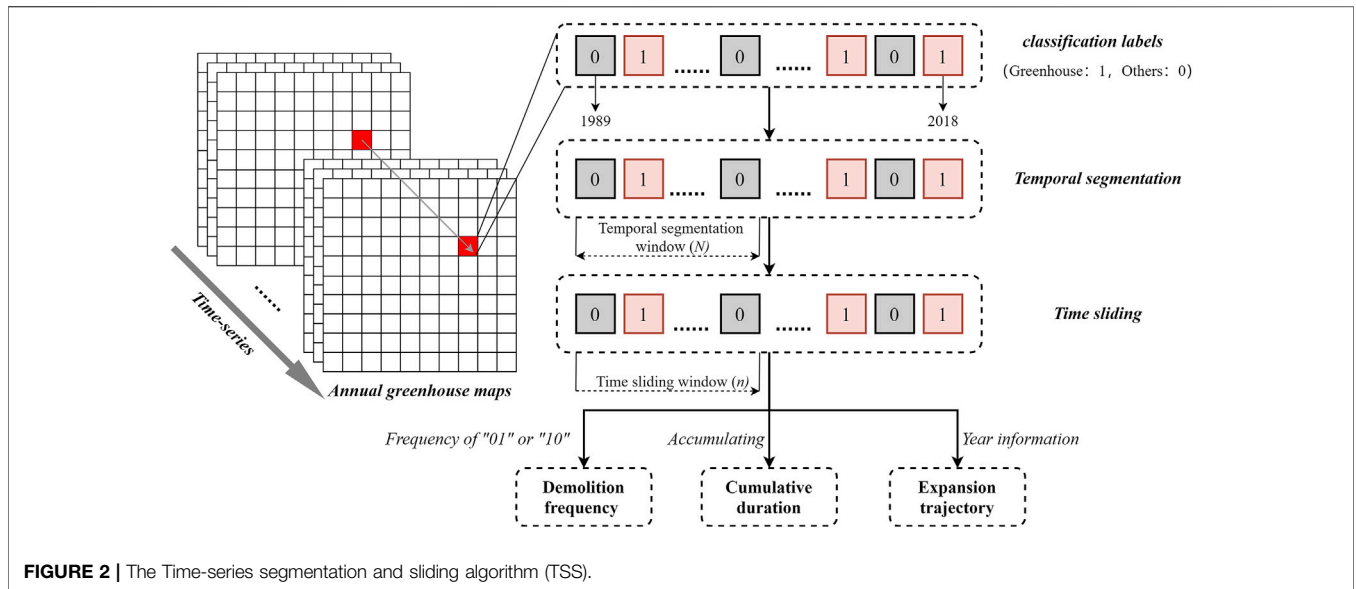 0 1 ...... 0 ...... 1 0 1
classification labels
(Greenhouse: 1, Others: 0)
1989
2018
0 1 ...... 0 ...... 1 0 1
Temporal segmentation
Temporal segmentation
window (N)
0 1 ...... 0 ...... 1 0 1
Time sliding
Time sliding window (n)
......
Time-series
Annual greenhouse maps
Frequency of "01" or "10"
Accumulating
Year information
Demolition
frequency
Cumulative
duration
Expansion
trajectory
FIGURE 2 | The Time-series segmentation and sliding algorithm (TSS).